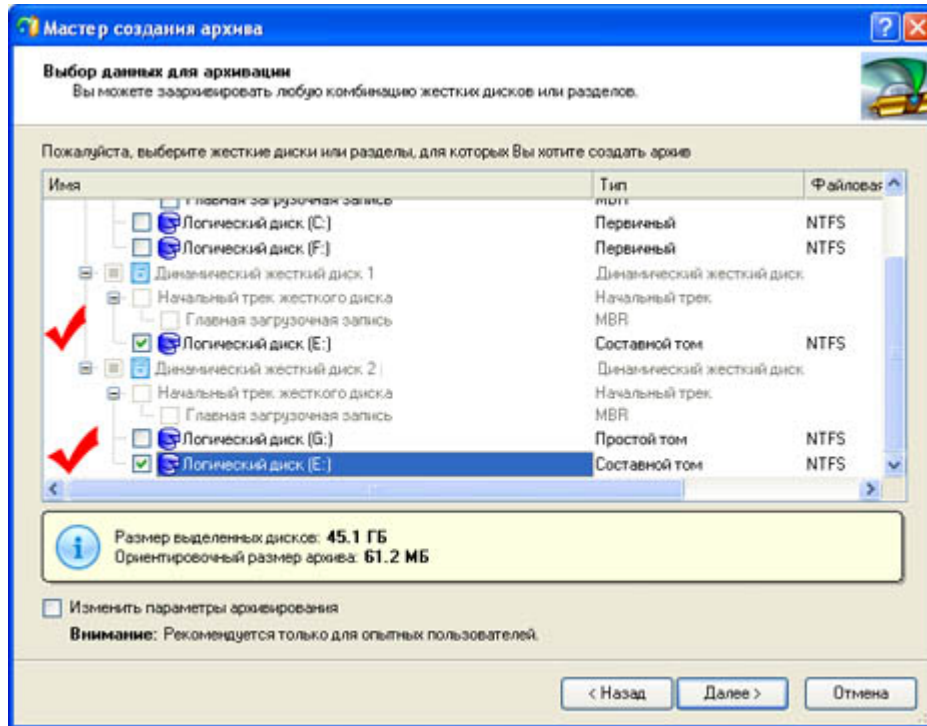 Мастер создания архива
Выбор данных для архивации
Вы можете заархивировать любую комбинацию жестких дисков или разделов.
Пожалуйста, выберите жесткие диски или разделы, для которых Вы хотите создать архив
Имя Тип Файловая
Главная загрузочная запись MBR
Логический диск (C:) Первичный NTFS
Логический диск (F:) Первичный NTFS
Динамический жесткий диск 1 Динамический жесткий диск
Начальный трек жесткого диска Начальный трек
Главная загрузочная запись MBR
Логический диск (E:) Составной том NTFS
Динамический жесткий диск 2 Динамический жесткий диск
Начальный трек жесткого диска Начальный трек
Главная загрузочная запись MBR
Логический диск (G:) Простой том NTFS
Логический диск (E:) Составной том NTFS
Размер выделенных дисков: 45.1 ГБ
Ориентировочный размер архива: 61.2 МБ
Изменить параметры архивирования
Внимание: Рекомендуется только для опытных пользователей.
< Назад Далее > Отмена